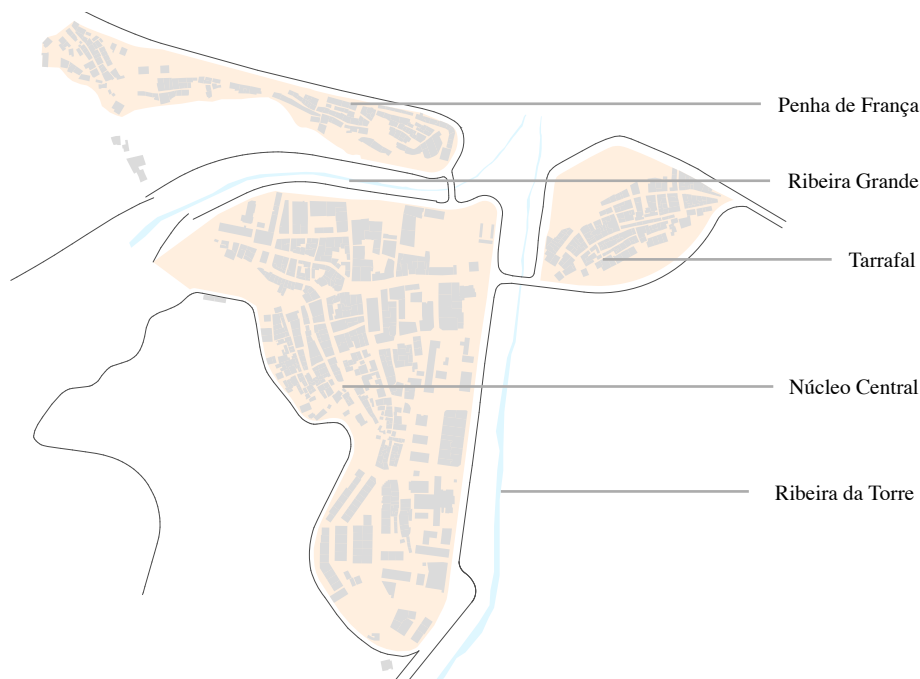 Penha de França
Ribeira Grande
Tarrafal
Núcleo Central
Ribeira da Torre